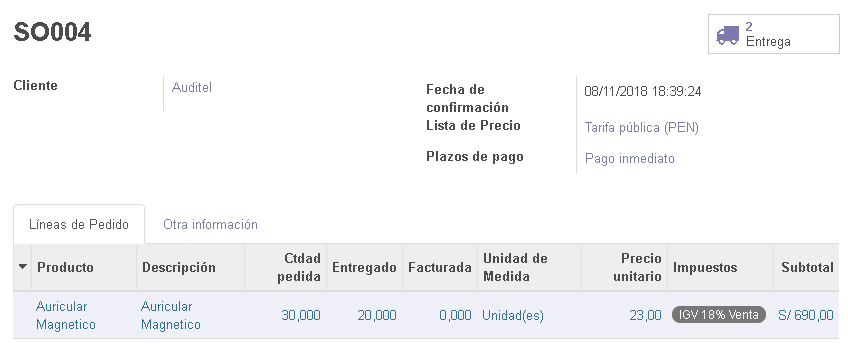 SO004
2
Entrega
Cliente
Auditel
Fecha de
confirmación
08/11/2018 18:39:24
Lista de Precio
Tarifa pública (PEN)
Plazos de pago
Pago inmediato
Líneas de Pedido
Otra información
Producto
Descripción
Ctdad
pedida
Entregado
Facturada
Unidad de
Medida
Precio
unitario
Impuestos
Subtotal
Auricular
Magnetico
Auricular
Magnetico
30,000
20,000
0,000
Unidad(es)
23,00
IGV 18% Venta
S/ 690,00